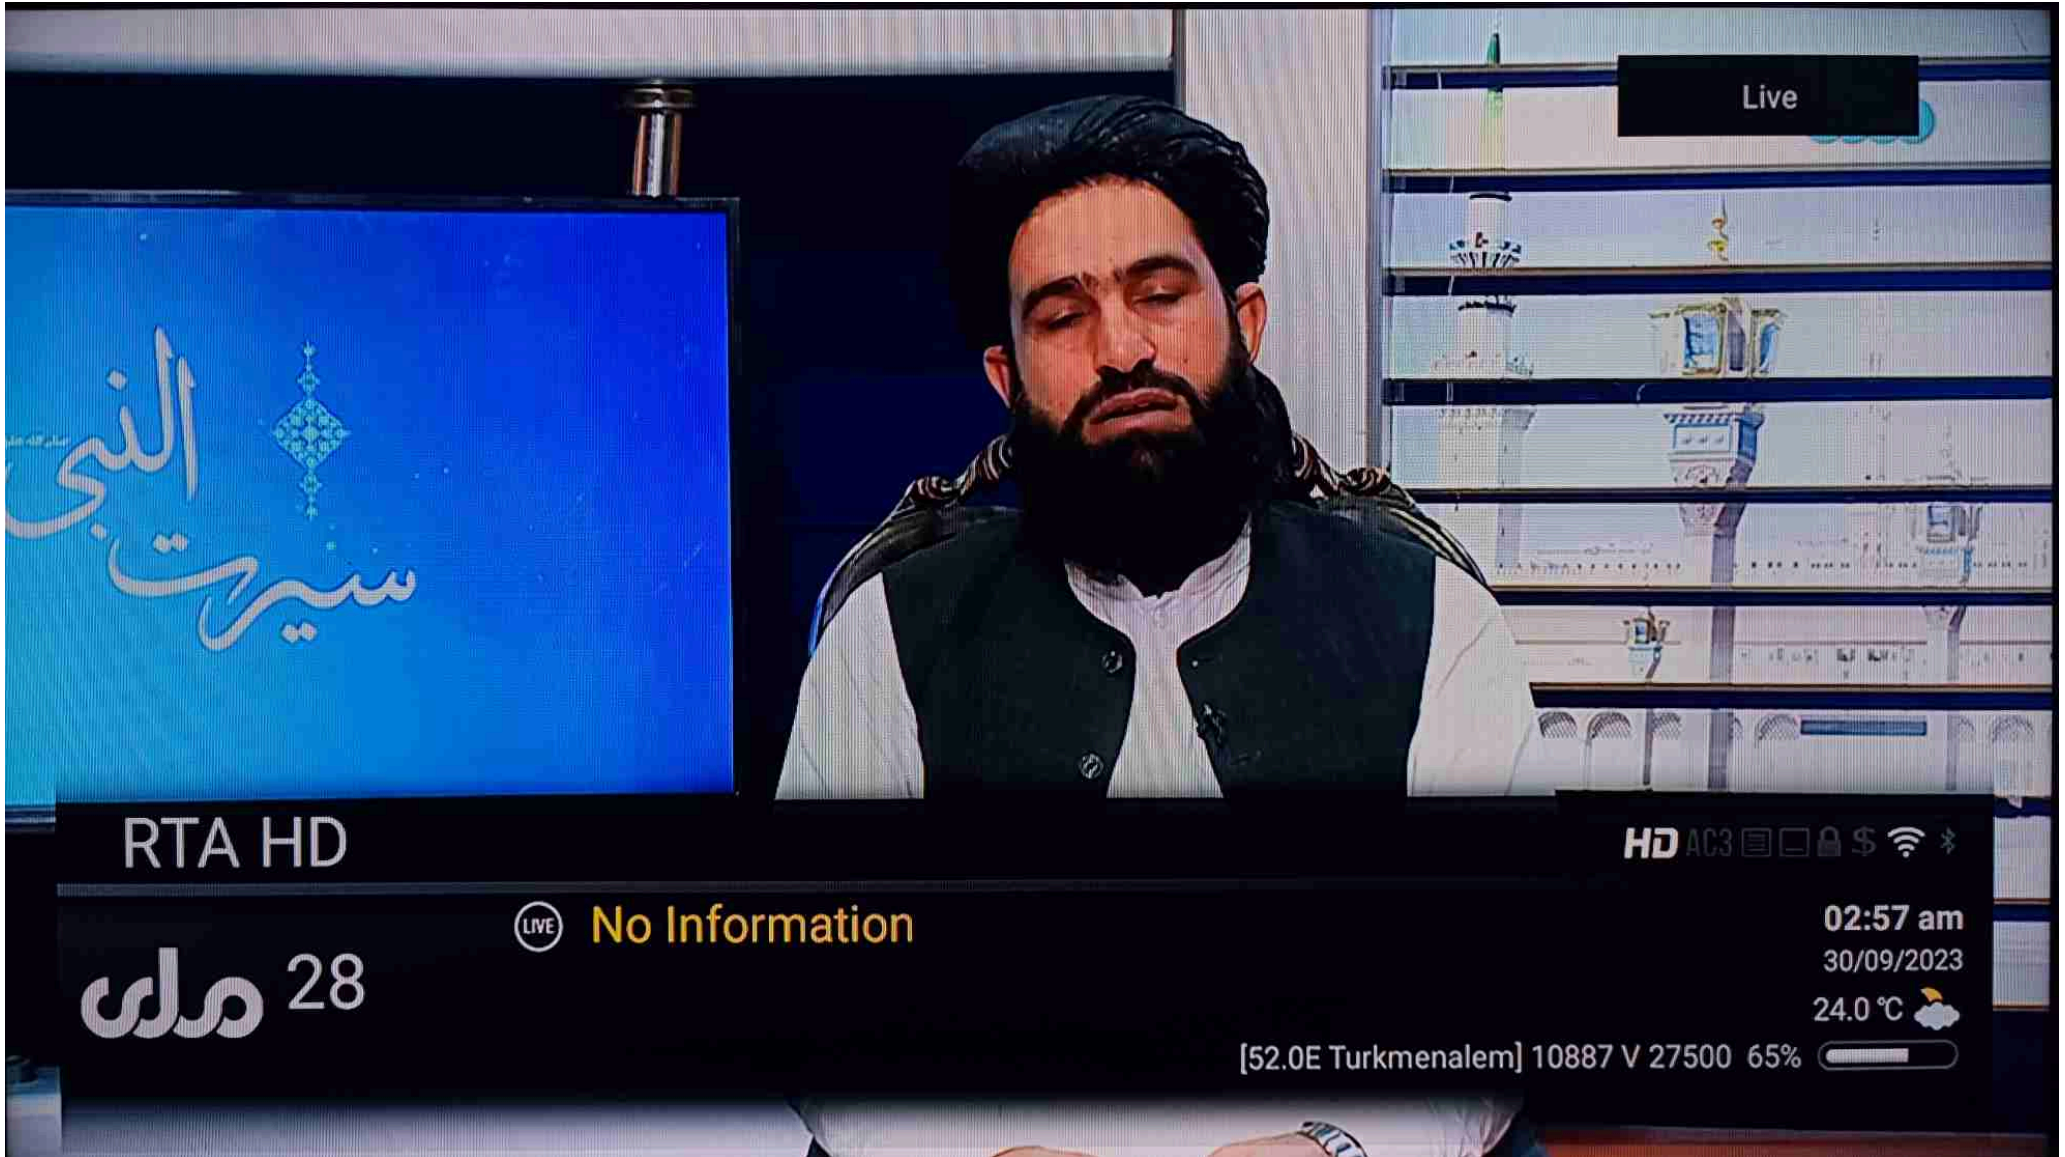 Live
سیرت
النبی
RTA HD
HD AC3 $
LIVE No Information
02:57 am
ملی 28
30/09/2023
24.0 °C
[52.0E Turkmenalem] 10887 V 27500 65%